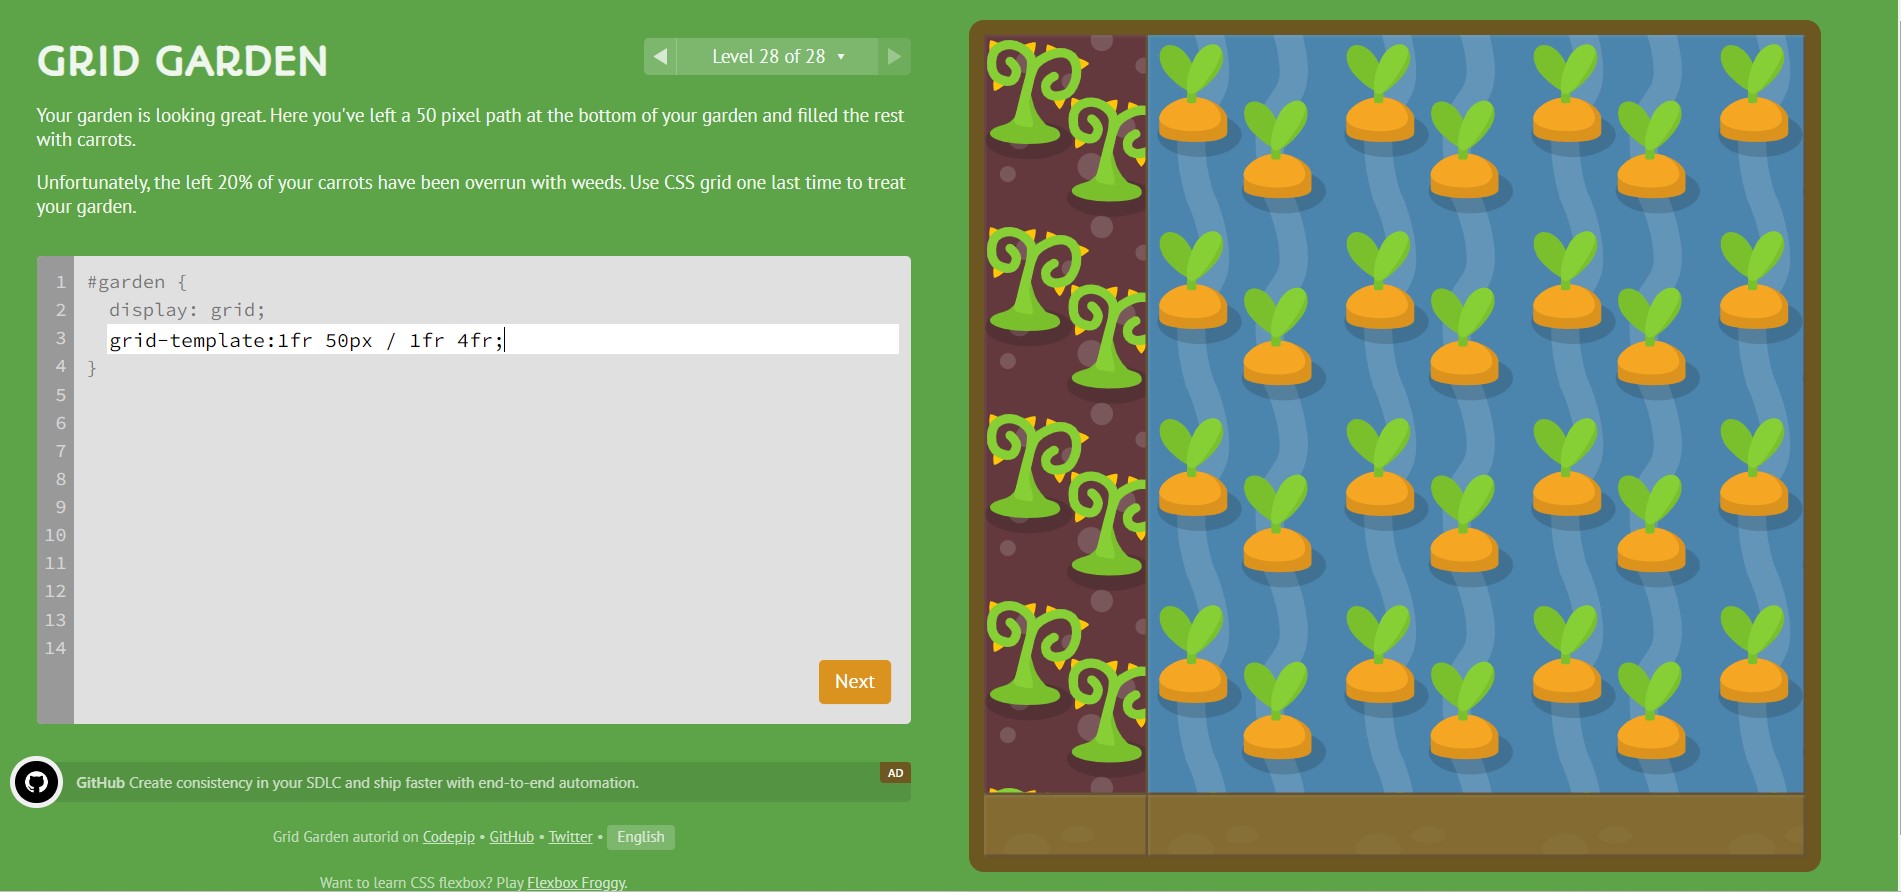 GRID GARDEN
◀ Level 28 of 28 ▼ ▶
Your garden is looking great. Here you've left a 50 pixel path at the bottom of your garden and filled the rest
with carrots.
Unfortunately, the left 20% of your carrots have been overrun with weeds. Use CSS grid one last time to treat
your garden.
1 #garden {
2 display: grid;
3 grid-template:1fr 50px / 1fr 4fr;
4 }
5
6
7
8
9
10
11
12
13
14
Next
AD
GitHub Create consistency in your SDLC and ship faster with end-to-end automation.
Grid Garden autorid on Codepip • GitHub • Twitter • English
Want to learn CSS flexbox? Play Flexbox Froggy.